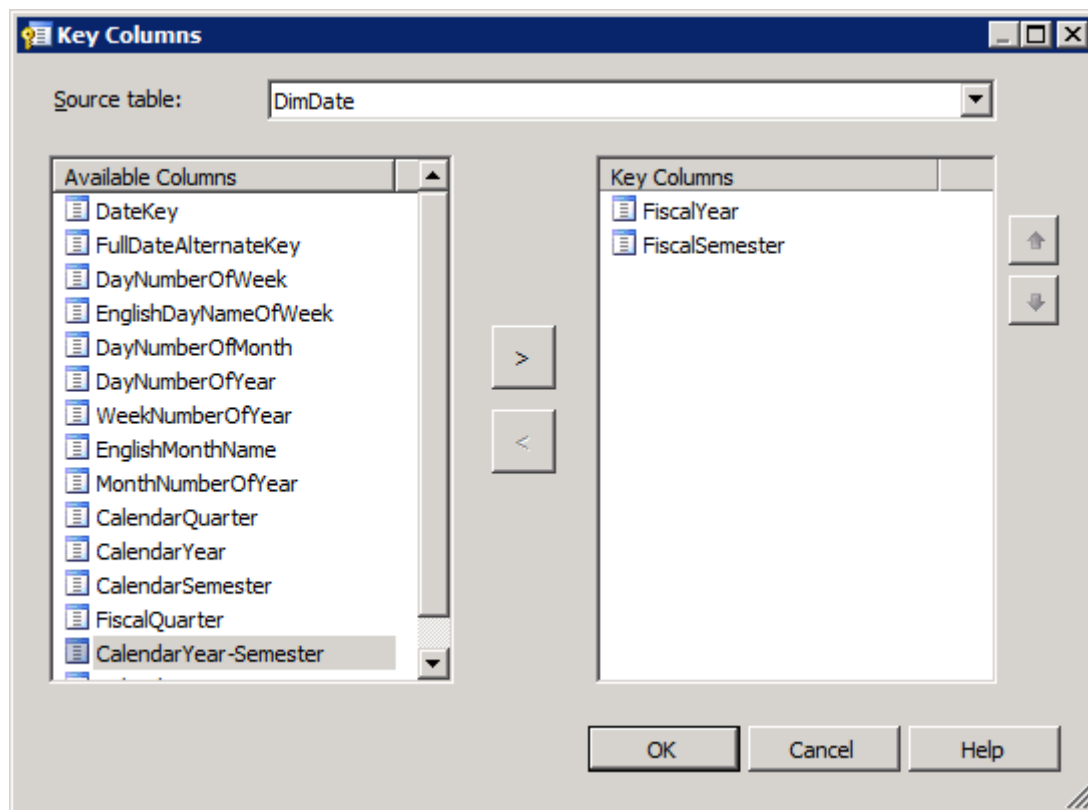 Key Columns
Source table:
DimDate
Available Columns
DateKey
FullDateAlternateKey
DayNumberOfWeek
EnglishDayNameOfWeek
DayNumberOfMonth
DayNumberOfYear
WeekNumberOfYear
EnglishMonthName
MonthNumberOfYear
CalendarQuarter
CalendarYear
CalendarSemester
FiscalQuarter
CalendarYear-Semester
>
<
Key Columns
FiscalYear
FiscalSemester
OK
Cancel
Help